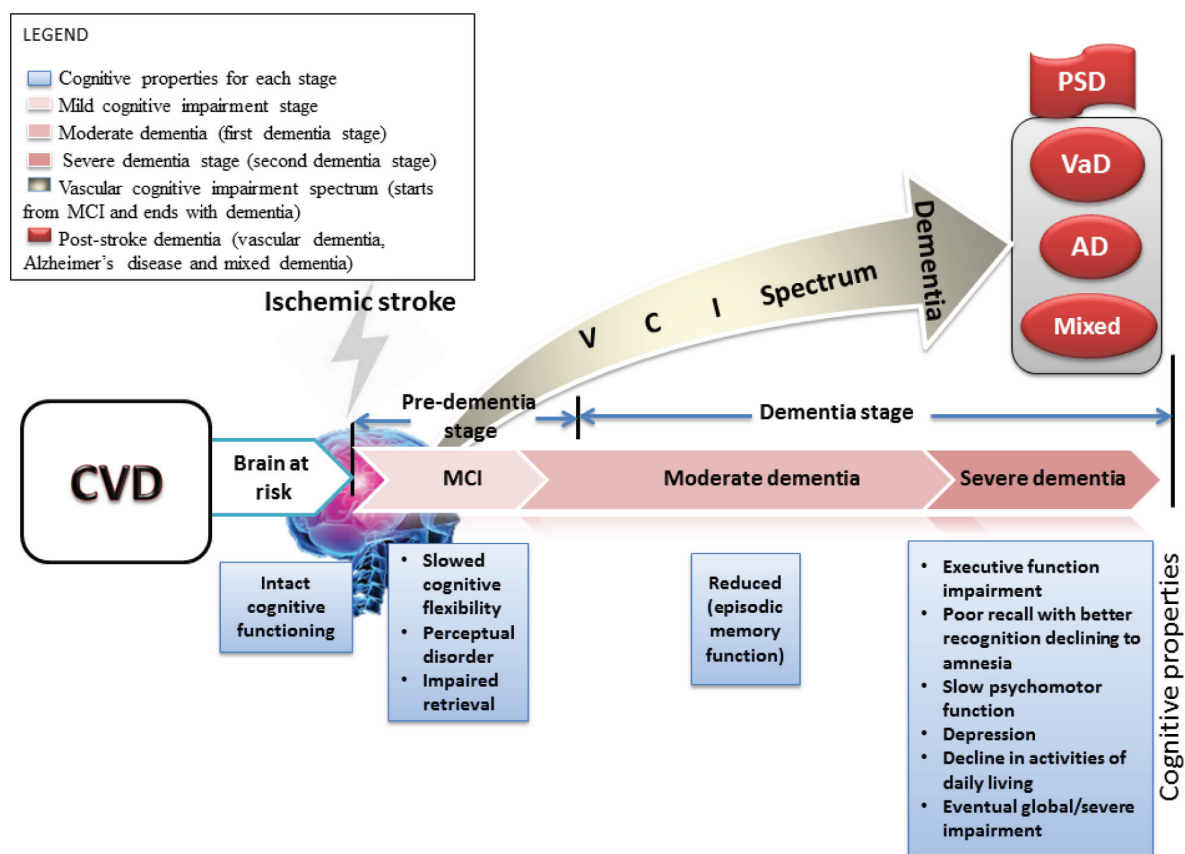 LEGEND
Cognitive properties for each stage
Mild cognitive impairment stage
Moderate dementia (first dementia stage)
Severe dementia stage (second dementia stage)
Vascular cognitive impairment spectrum (starts
from MCI and ends with dementia)
Post-stroke dementia (vascular dementia,
Alzheimer's disease and mixed dementia)
PSD
VaD
AD
Mixed
Ischemic stroke
V C I Spectrum
Dementia
Pre-dementia
stage
Dementia stage
CVD
Brain at
risk
MCI
Moderate dementia
Severe dementia
Intact
cognitive
functioning
• Slowed
cognitive
flexibility
• Perceptual
disorder
• Impaired
retrieval
Reduced
(episodic
memory
function)
• Executive function
impairment
• Poor recall with better
recognition declining to
amnesia
• Slow psychomotor
function
• Depression
• Decline in activities of
daily living
• Eventual global/severe
impairment
Cognitive properties